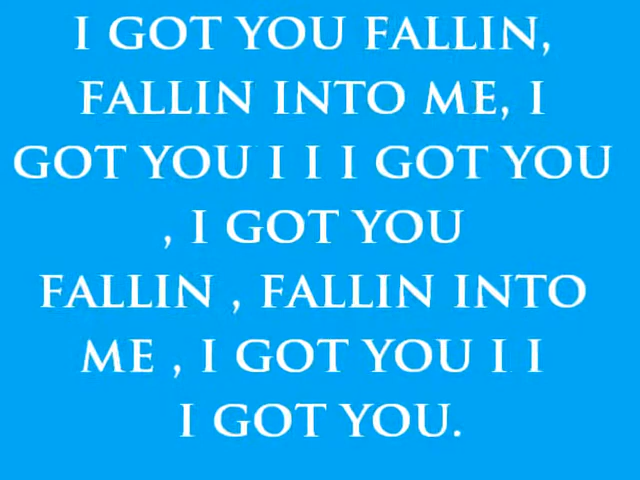 I GOT YOU FALLIN,
FALLIN INTO ME, I
GOT YOU I I I GOT YOU
, I GOT YOU
FALLIN , FALLIN INTO
ME , I GOT YOU I I
I GOT YOU.